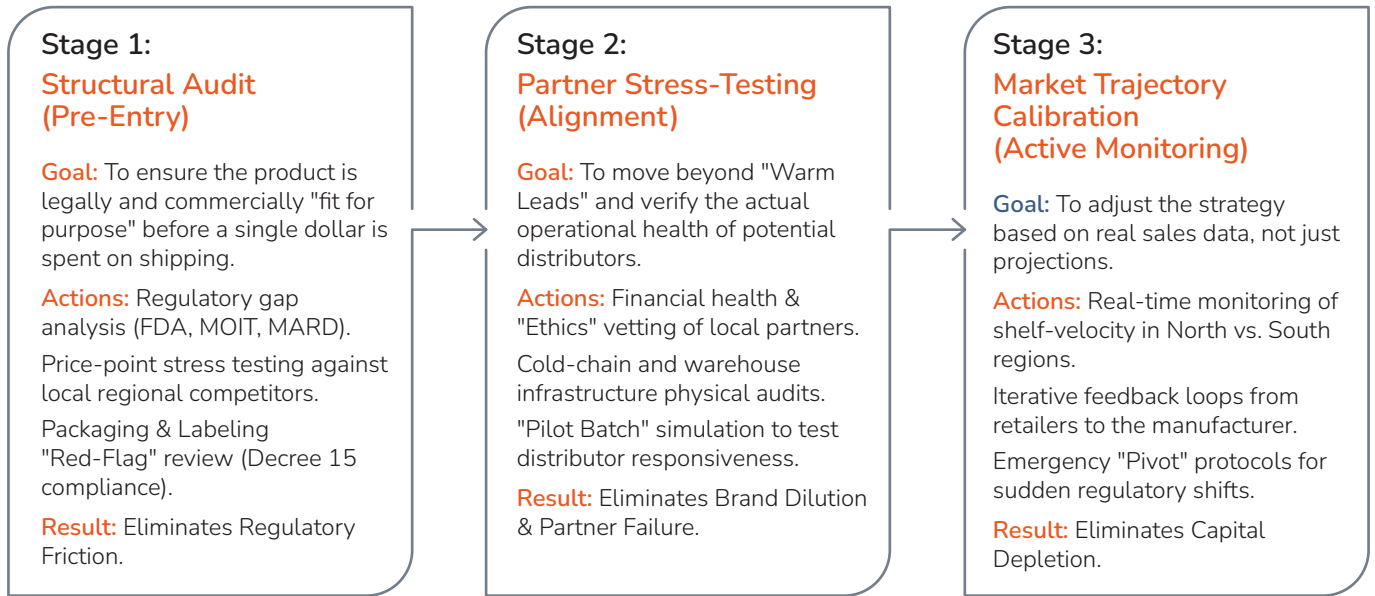 Stage 1:
Structural Audit
(Pre-Entry)
Goal: To ensure the product is
legally and commercially "fit for
purpose" before a single dollar is
spent on shipping.
Actions: Regulatory gap
analysis (FDA, MOIT, MARD).
Price-point stress testing against
local regional competitors.
Packaging & Labeling
"Red-Flag" review (Decree 15
compliance).
Result: Eliminates Regulatory
Friction.
Stage 2:
Partner Stress-Testing
(Alignment)
Goal: To move beyond "Warm
Leads" and verify the actual
operational health of potential
distributors.
Actions: Financial health &
"Ethics" vetting of local partners.
Cold-chain and warehouse
infrastructure physical audits.
"Pilot Batch" simulation to test
distributor responsiveness.
Result: Eliminates Brand Dilution
& Partner Failure.
Stage 3:
Market Trajectory
Calibration
(Active Monitoring)
Goal: To adjust the strategy
based on real sales data, not just
projections.
Actions: Real-time monitoring of
shelf-velocity in North vs. South
regions.
Iterative feedback loops from
retailers to the manufacturer.
Emergency "Pivot" protocols for
sudden regulatory shifts.
Result: Eliminates Capital
Depletion.